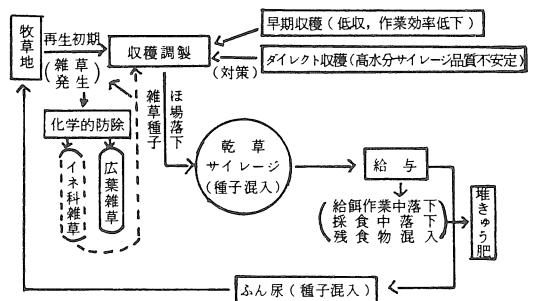 牧草地
再生初期
(雑草発生)
収穫調製
早期収穫(低収,作業効率低下)
ダイレクト収穫(高水分サイレージ品質不安定)
(対策)
化学的防除
イネ科雑草
広葉雑草
雑草種子
ほ場落下
乾草
サイレージ
(種子混入)
給与
(給餌作業中落下
採食中落下
残食物混入)
堆きゅう肥
ふん尿(種子混入)